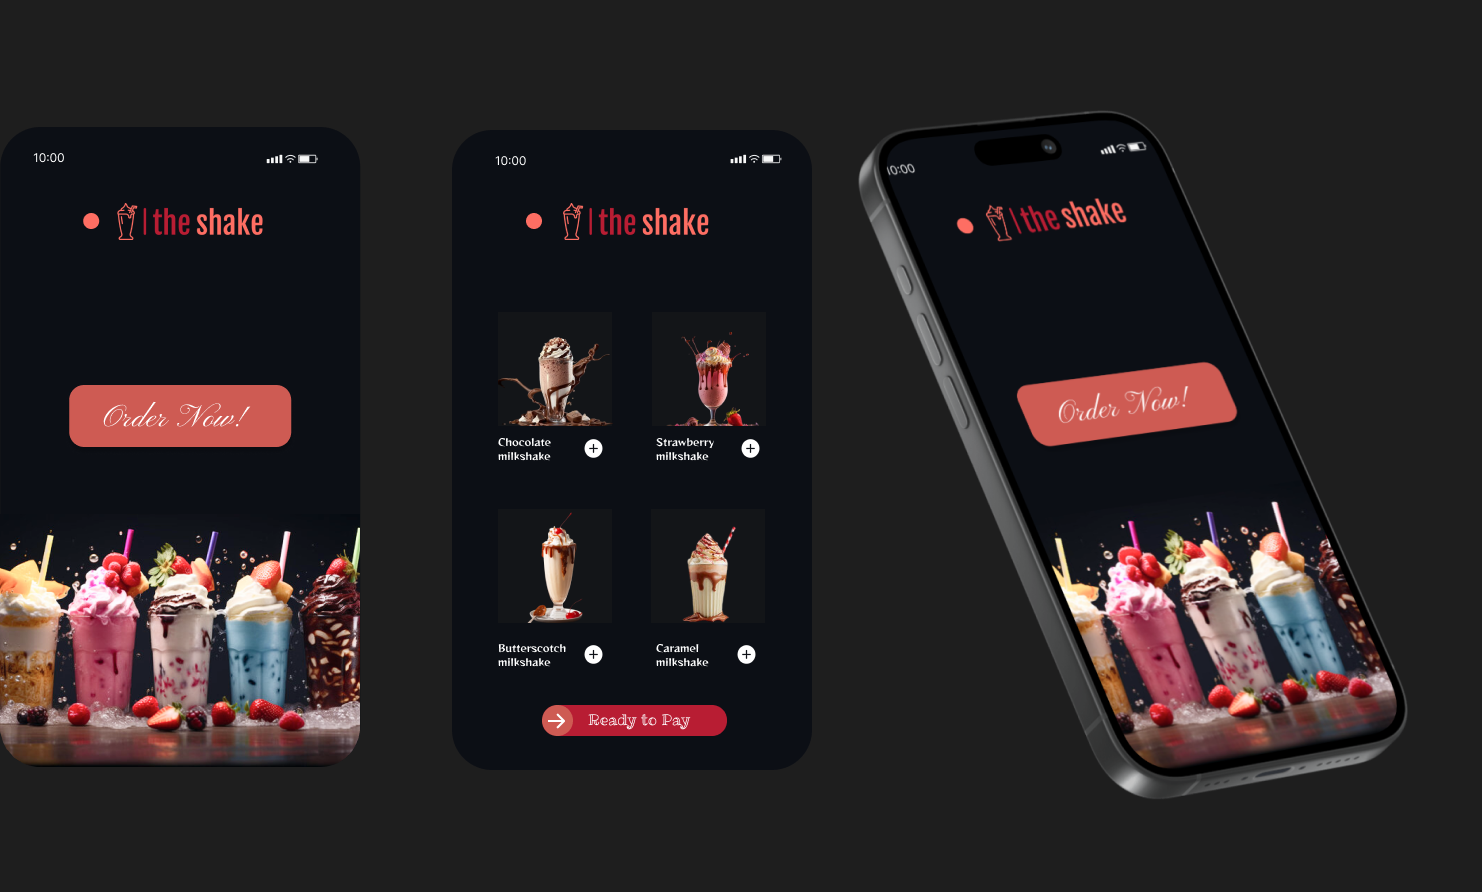 10:00
the shake
Order Now!
10:00
the shake
Chocolate
milkshake
Strawberry
milkshake
Butterscotch
milkshake
Caramel
milkshake
Ready to Pay
10:00
the shake
Order Now!